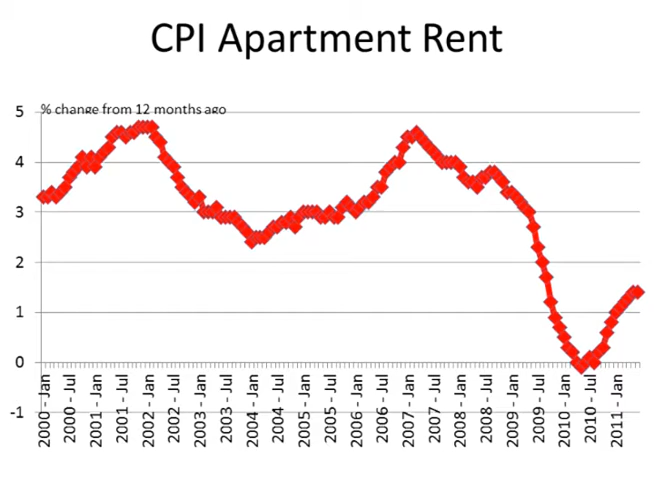 CPI Apartment Rent
% change from 12 months ago
5
4
3
2
1
0
-1
2000 - Jan
2000 - Jul
2001 - Jan
2001 - Jul
2002 - Jan
2002 - Jul
2003 - Jan
2003 - Jul
2004 - Jan
2004 - Jul
2005 - Jan
2005 - Jul
2006 - Jan
2006 - Jul
2007 - Jan
2007 - Jul
2008 - Jan
2008 - Jul
2009 - Jan
2009 - Jul
2010 - Jan
2010 - Jul
2011 - Jan